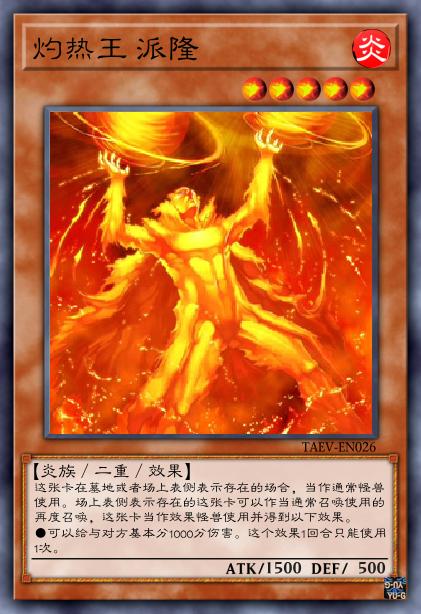 灼热王 派隆
炎
TAEV-EN026
【炎族 / 二重 / 效果】
这张卡在墓地或者场上表侧表示存在的场合，当作通常怪兽
使用。场上表侧表示存在的这张卡可以作当通常召唤使用的
再度召唤，这张卡当作效果怪兽使用并得到以下效果。
●可以给与对方基本分1000分伤害。这个效果1回合只能使用
1次。
ATK/1500 DEF/ 500
YU-G